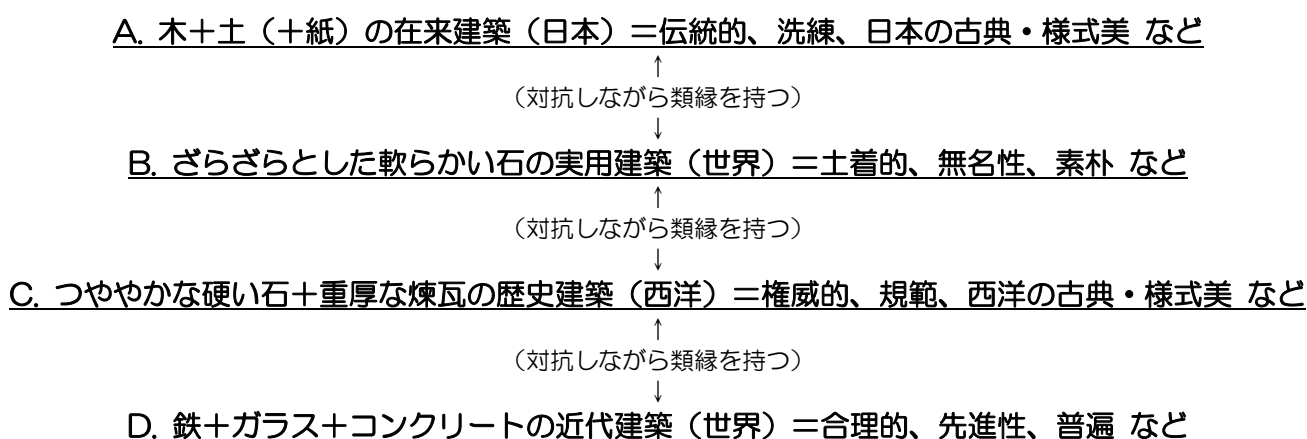 A. 木＋土（＋紙）の在来建築（日本）＝伝統的、洗練、日本の古典・様式美 など
↑
（対抗しながら類縁を持つ）
↓
B. ざらざらとした軟らかい石の実用建築（世界）＝土着的、無名性、素朴 など
↑
（対抗しながら類縁を持つ）
↓
C. つややかな硬い石＋重厚な煉瓦の歴史建築（西洋）＝権威的、規範、西洋の古典・様式美 など
↑
（対抗しながら類縁を持つ）
↓
D. 鉄＋ガラス＋コンクリートの近代建築（世界）＝合理的、先進性、普遍 など